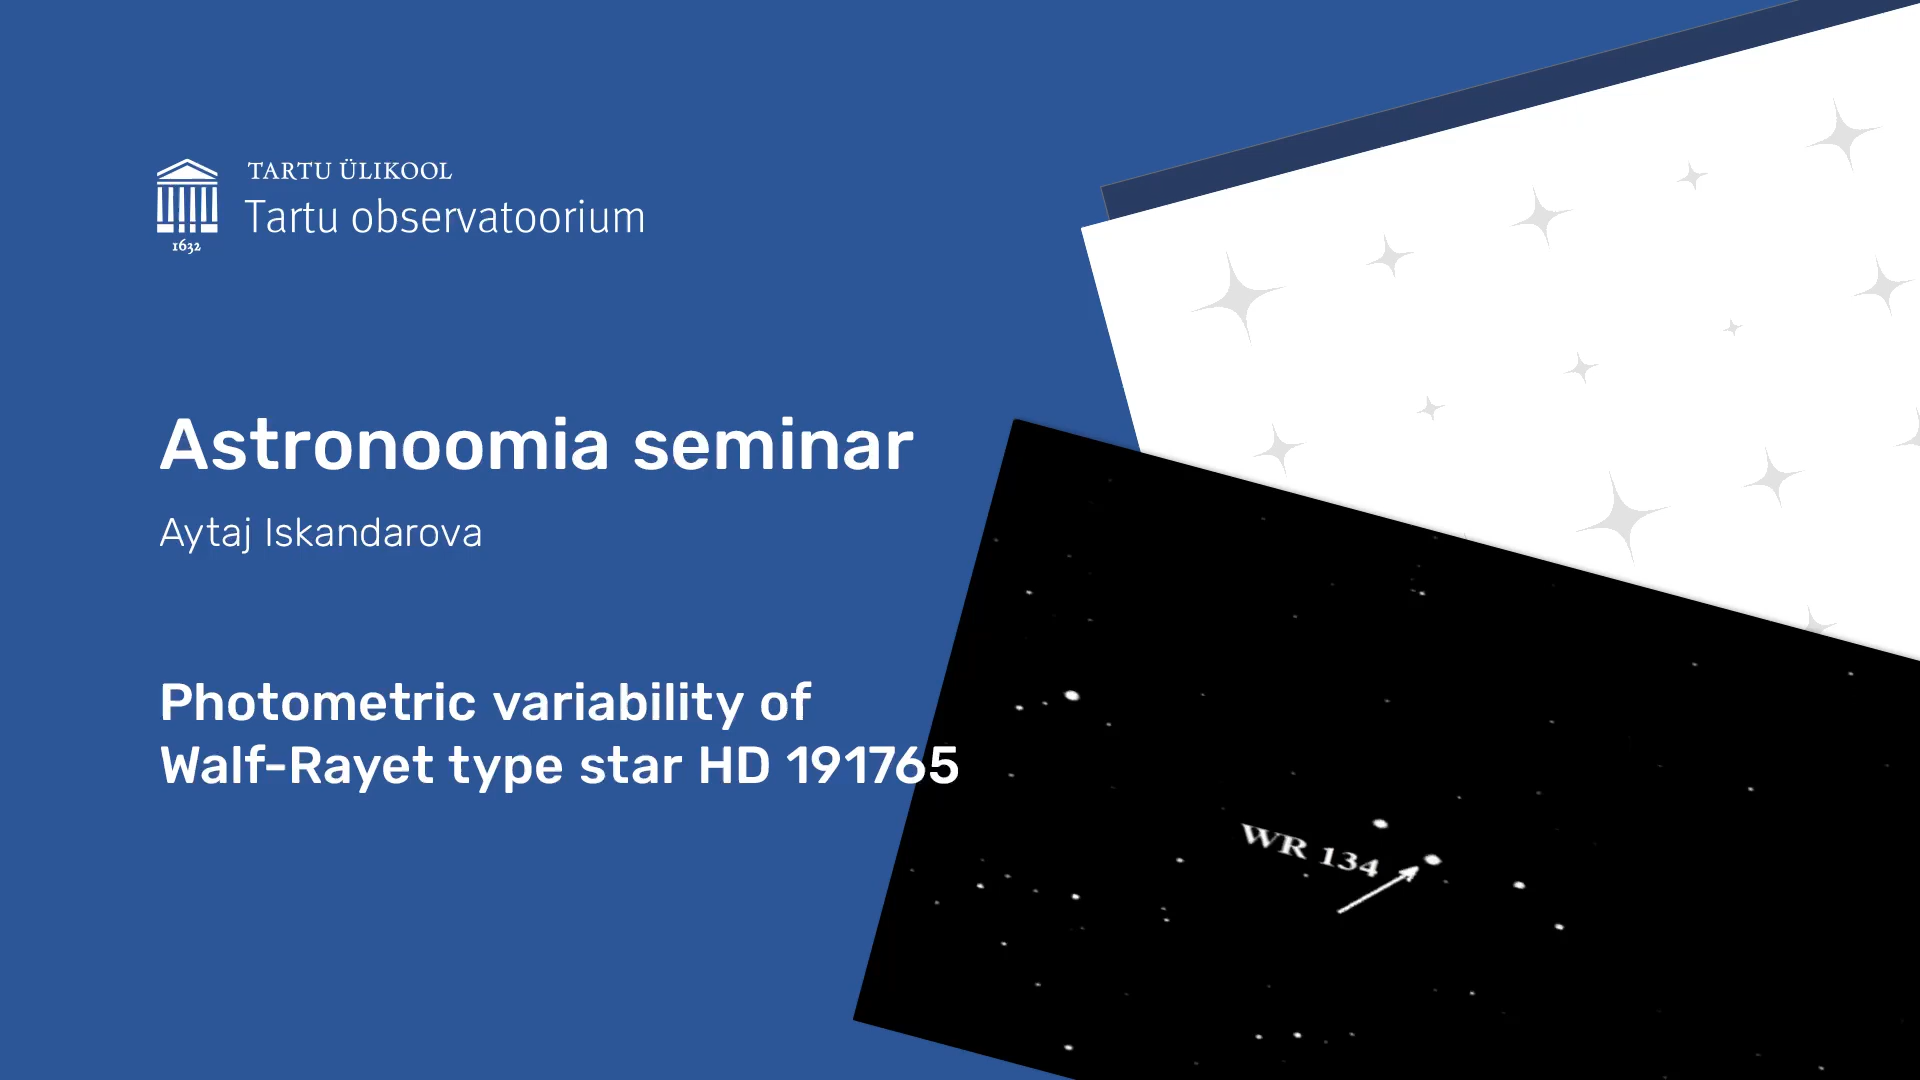 TARTU ÜLIKOOL
Tartu observatoorium
1632
Astronoomia seminar
Aytaj Iskandarova
Photometric variability of
Walf-Rayet type star HD 191765
WR 134